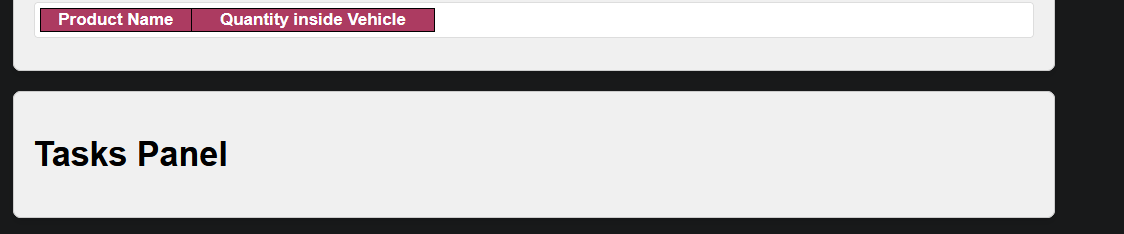 Product Name Quantity inside Vehicle
Tasks Panel